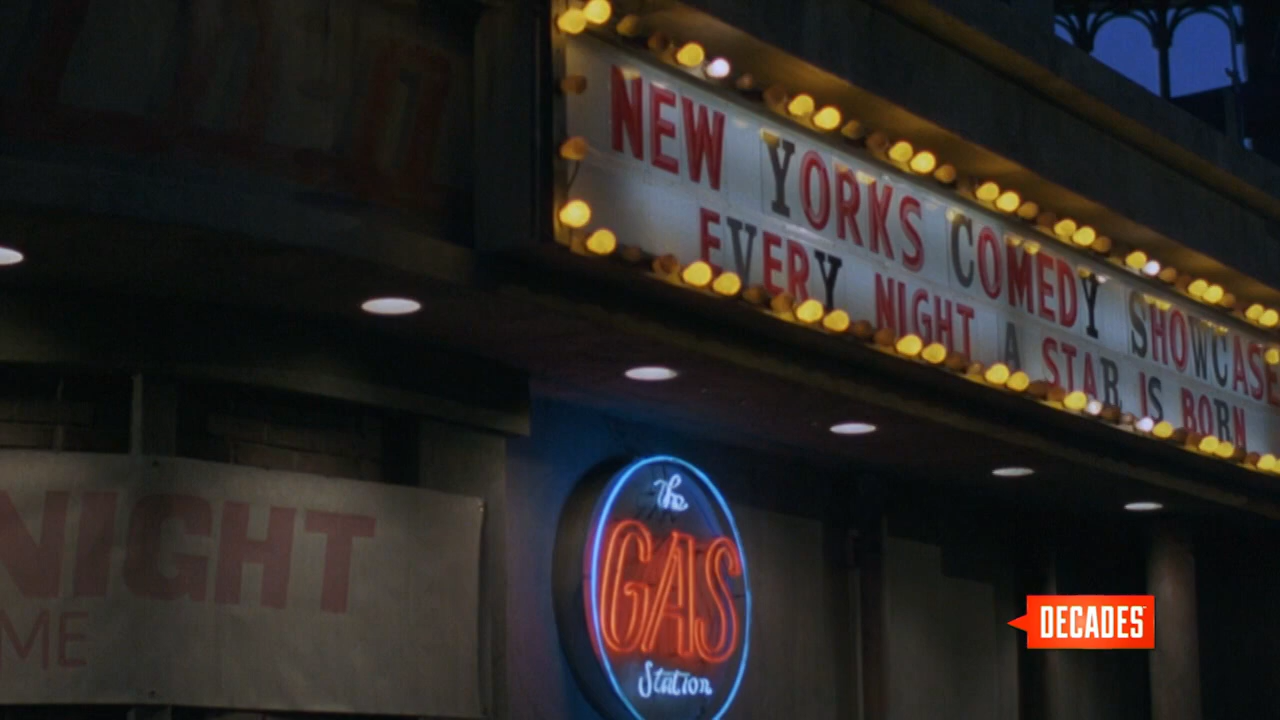 NEW YORKS COMEDY SHOWCASE
EVERY NIGHT A STAR IS BORN
NIGHT
ME
the
GAS
Station
DECADES